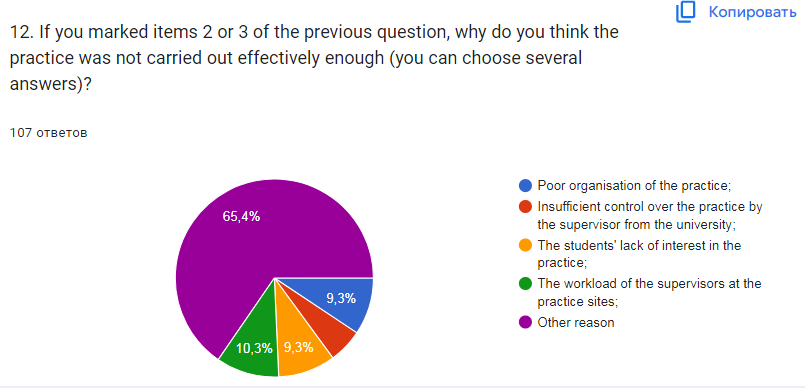 Копировать
12. If you marked items 2 or 3 of the previous question, why do you think the
practice was not carried out effectively enough (you can choose several
answers)?
107 ответов
65,4%
9,3%
10,3%
9,3%
Poor organisation of the practice;
Insufficient control over the practice by
the supervisor from the university;
The students' lack of interest in the
practice;
The workload of the supervisors at the
practice sites;
Other reason